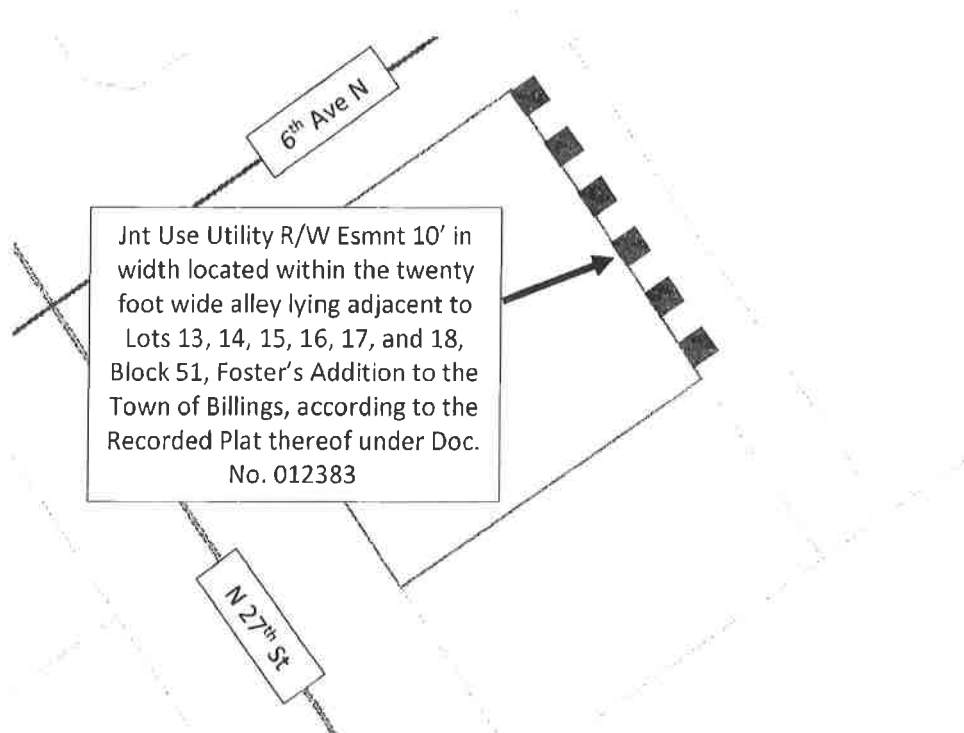 6th Ave N
Jnt Use Utility R/W Esmnt 10' in
width located within the twenty
foot wide alley lying adjacent to
Lots 13, 14, 15, 16, 17, and 18,
Block 51, Foster's Addition to the
Town of Billings, according to the
Recorded Plat thereof under Doc.
No. 012383
N 27th St